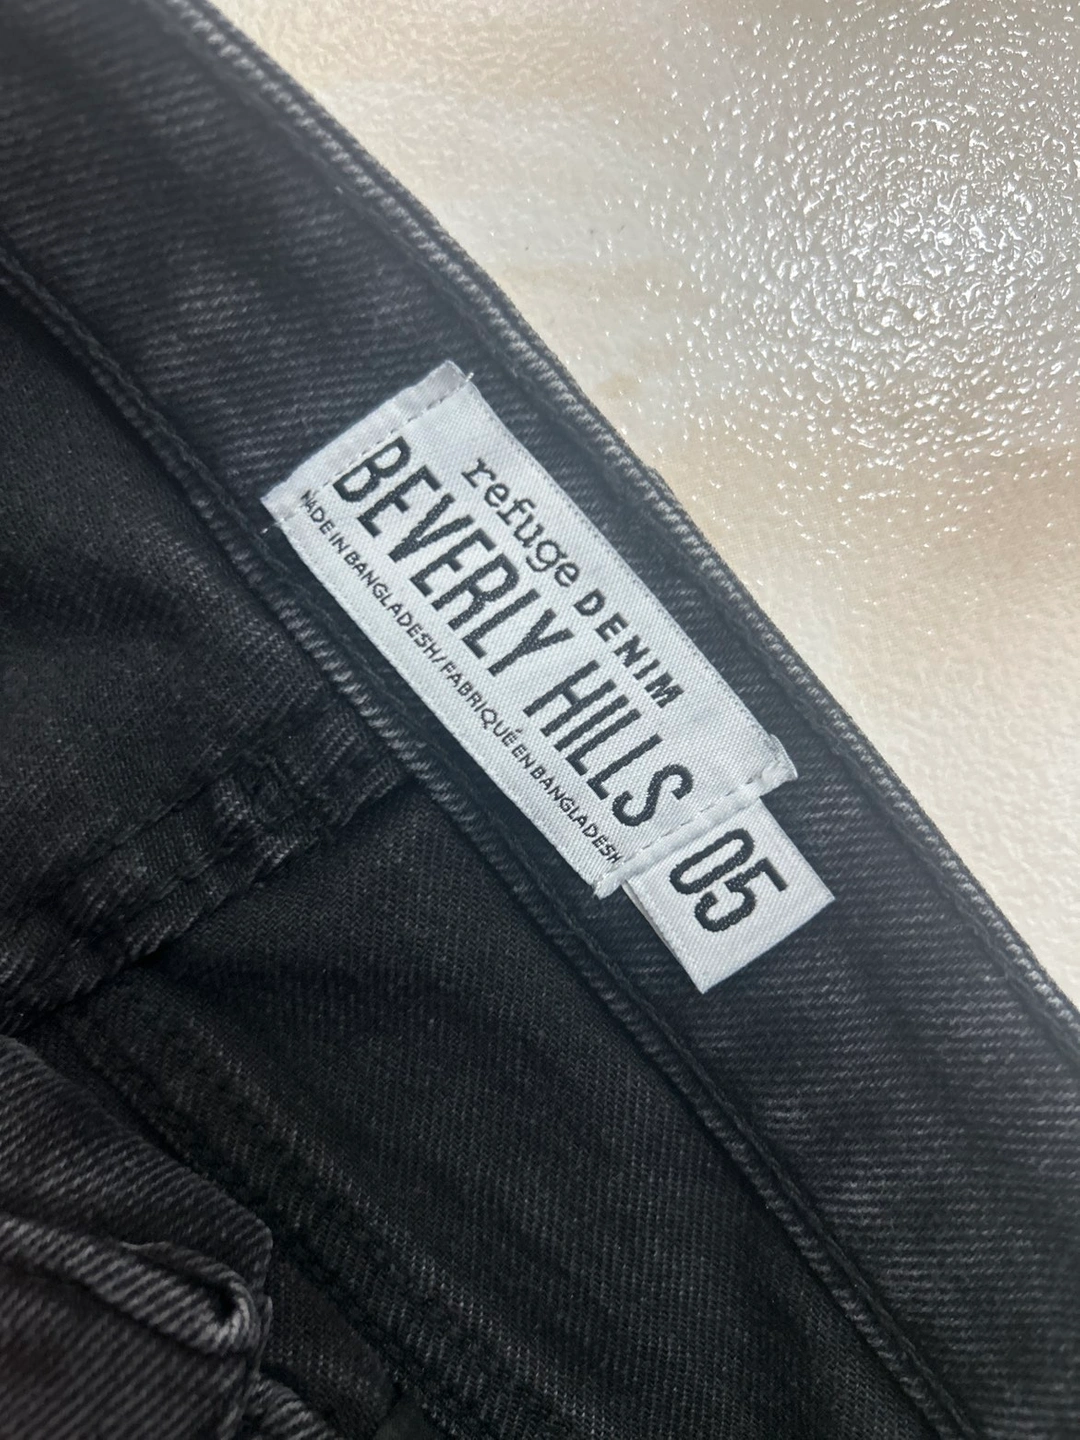 refuge DENIM
BEVERLY HILLS
MADE IN BANGLADESH/FABRIQUÉ EN BANGLADESH
05